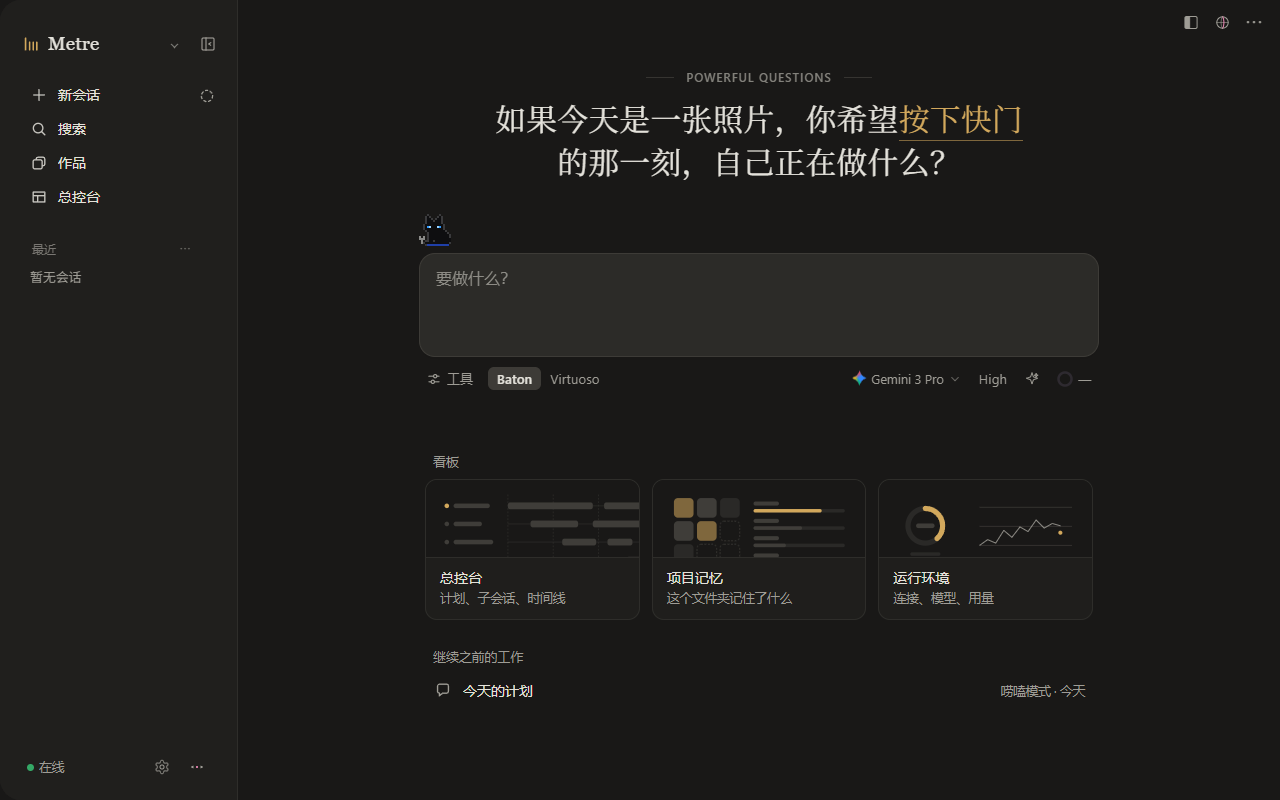 Metre
新会话
搜索
作品
总控台
最近
暂无会话
在线
POWERFUL QUESTIONS
如果今天是一张照片，你希望按下快门
的那一刻，自己正在做什么？
要做什么？
工具 Baton Virtuoso Gemini 3 Pro High —
看板
总控台
计划、子会话、时间线
项目记忆
这个文件夹记住了什么
运行环境
连接、模型、用量
继续之前的工作
今天的计划 唠嗑模式 · 今天